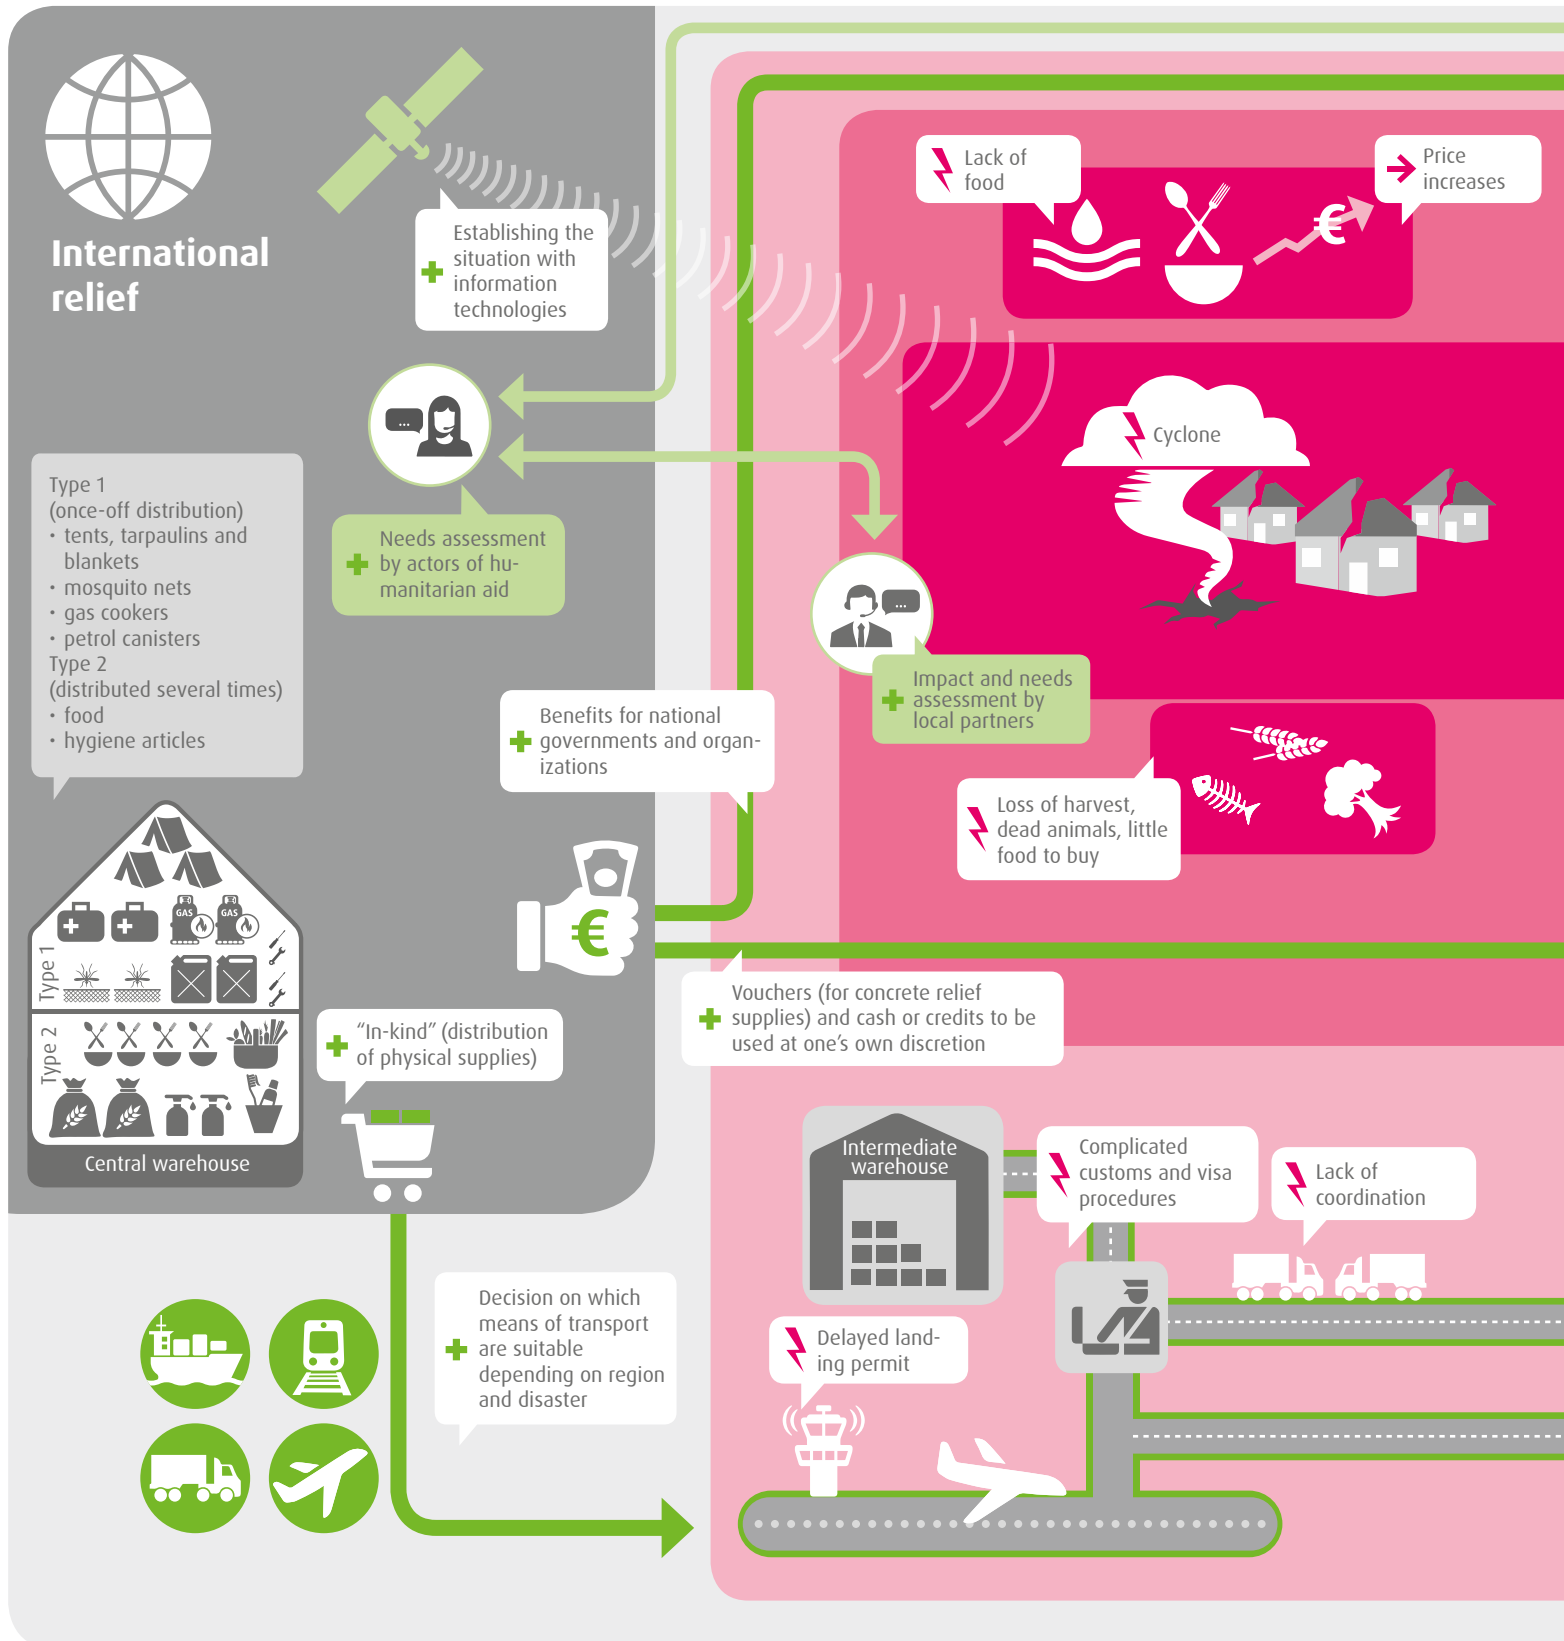 International
relief
Establishing the
situation with
information
technologies
Lack of
food
Price
increases
€
Cyclone
Type 1
(once-off distribution)
• tents, tarpaulins and
blankets
• mosquito nets
• gas cookers
• petrol canisters
Type 2
(distributed several times)
• food
• hygiene articles
Needs assessment
by actors of hu-
manitarian aid
Impact and needs
assessment by
local partners
Benefits for national
governments and organ-
izations
Loss of harvest,
dead animals, little
food to buy
€
GAS
GAS
Type 1
Type 2
Central warehouse
"In-kind" (distribution
of physical supplies)
Vouchers (for concrete relief
supplies) and cash or credits to be
used at one's own discretion
Intermediate
warehouse
Complicated
customs and visa
procedures
Lack of
coordination
Decision on which
means of transport
are suitable
depending on region
and disaster
Delayed land-
ing permit